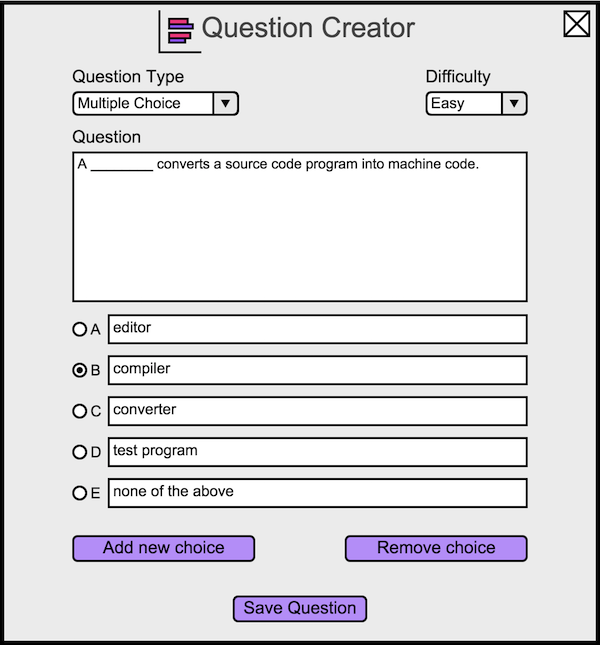 Question Creator
Question Type
Difficulty
Multiple Choice
Easy
Question
A ________ converts a source code program into machine code.
A editor
B compiler
C converter
D test program
E none of the above
Add new choice
Remove choice
Save Question